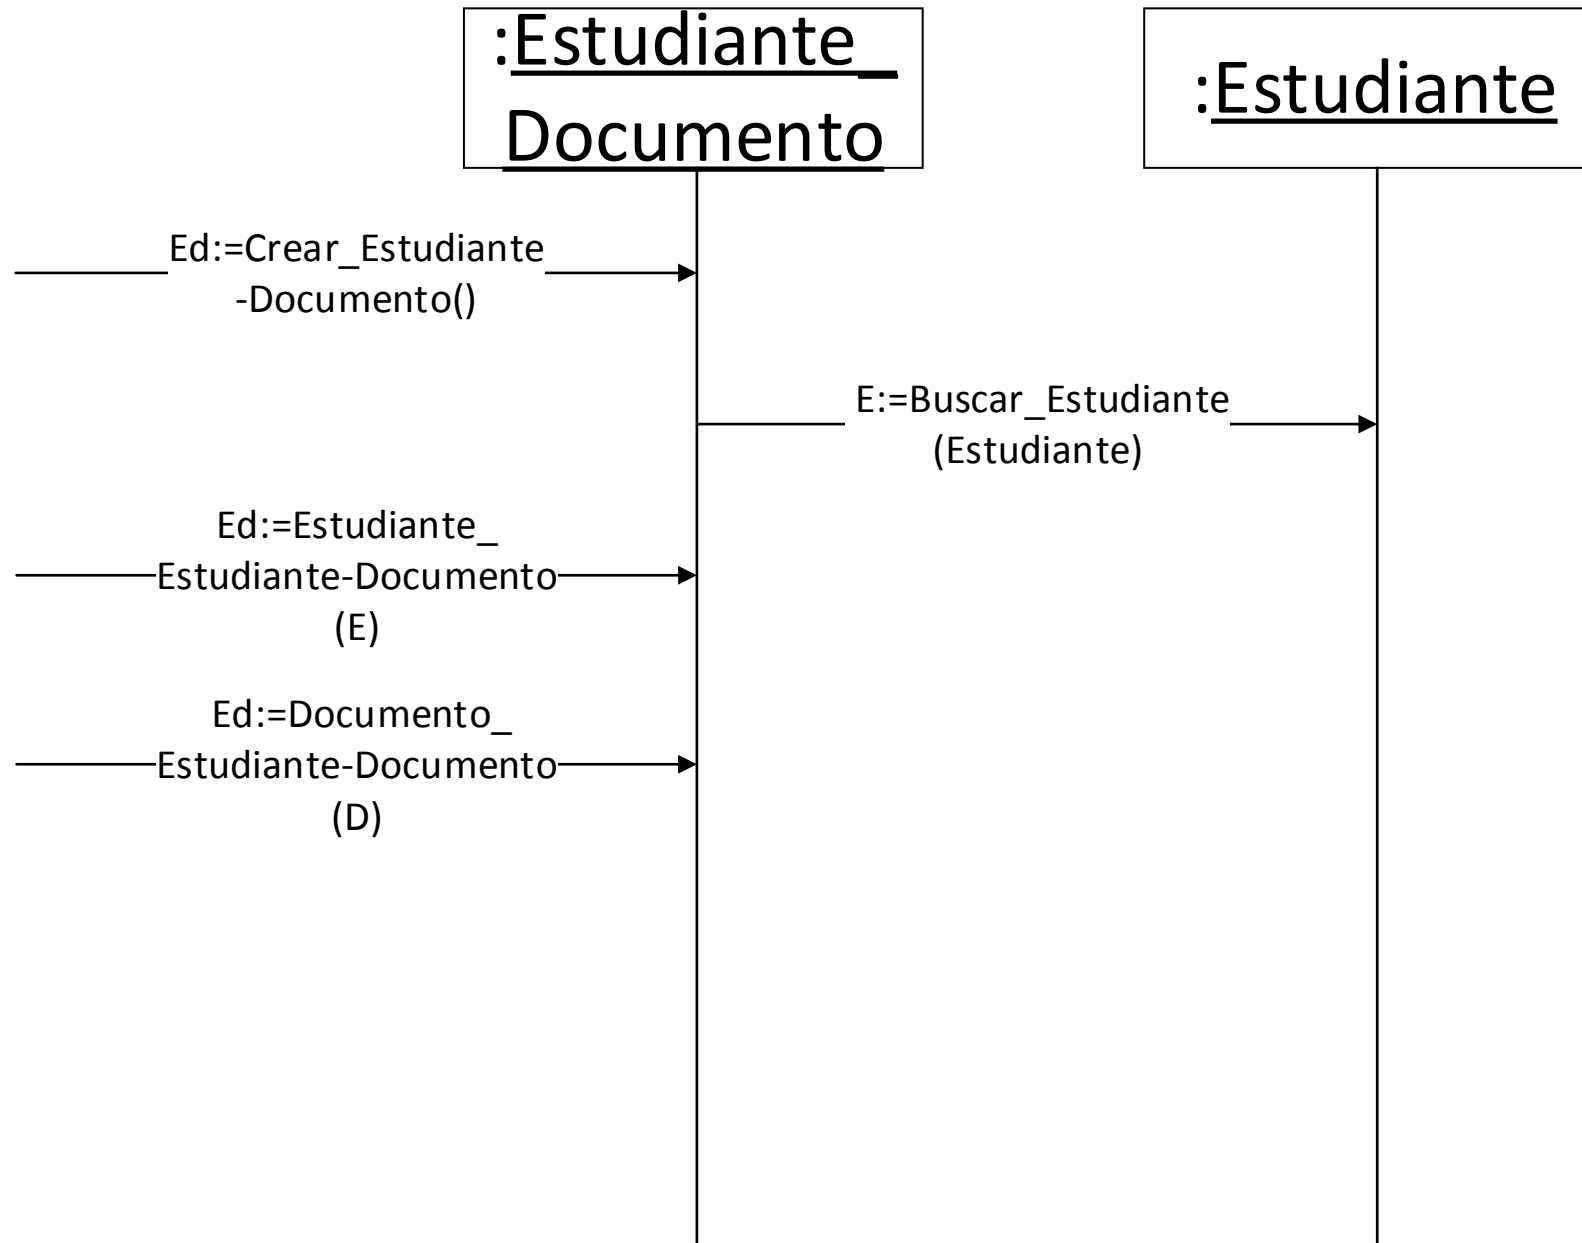 :Estudiante_
Documento
:Estudiante
Ed:=Crear_Estudiante
-Documento()
E:=Buscar_Estudiante
(Estudiante)
Ed:=Estudiante_
Estudiante-Documento
(E)
Ed:=Documento_
Estudiante-Documento
(D)